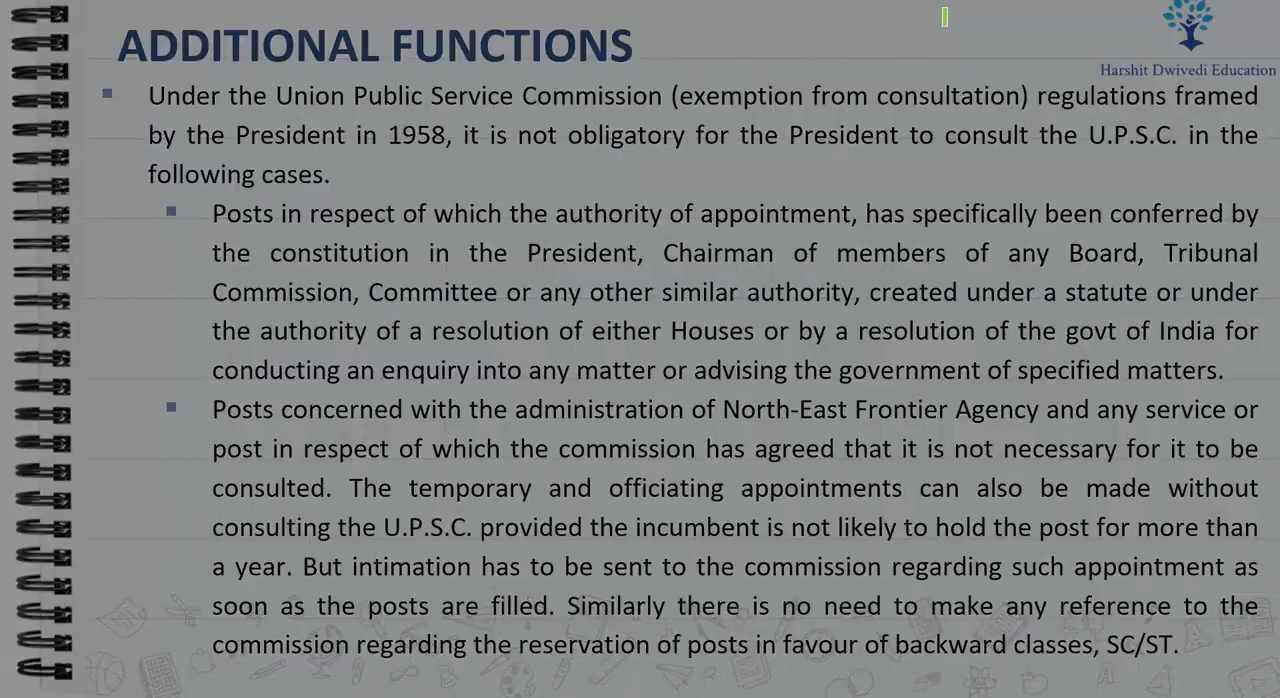 ADDITIONAL FUNCTIONS
Harshit Dwivedi Education
Under the Union Public Service Commission (exemption from consultation) regulations framed
by the President in 1958, it is not obligatory for the President to consult the U.P.S.C. in the
following cases.
Posts in respect of which the authority of appointment, has specifically been conferred by
the constitution in the President, Chairman of members of any Board, Tribunal
Commission, Committee or any other similar authority, created under a statute or under
the authority of a resolution of either Houses or by a resolution of the govt of India for
conducting an enquiry into any matter or advising the government of specified matters.
Posts concerned with the administration of North-East Frontier Agency and any service or
post in respect of which the commission has agreed that it is not necessary for it to be
consulted. The temporary and officiating appointments can also be made without
consulting the U.P.S.C. provided the incumbent is not likely to hold the post for more than
a year. But intimation has to be sent to the commission regarding such appointment as
soon as the posts are filled. Similarly there is no need to make any reference to the
commission regarding the reservation of posts in favour of backward classes, SC/ST.